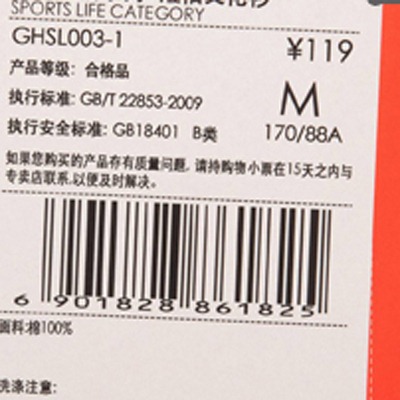 SPORTS LIFE CATEGORY
GHSL003-1
¥119
产品等级：合格品
执行标准: GB/T 22853-2009
M
执行安全标准: GB18401 B类
170/88A
如果您购买的产品存有质量问题, 请持购物小票在15天之内与
专卖店联系,以便及时解决。
6 901828 861825
面料:棉100%
洗涤注意: